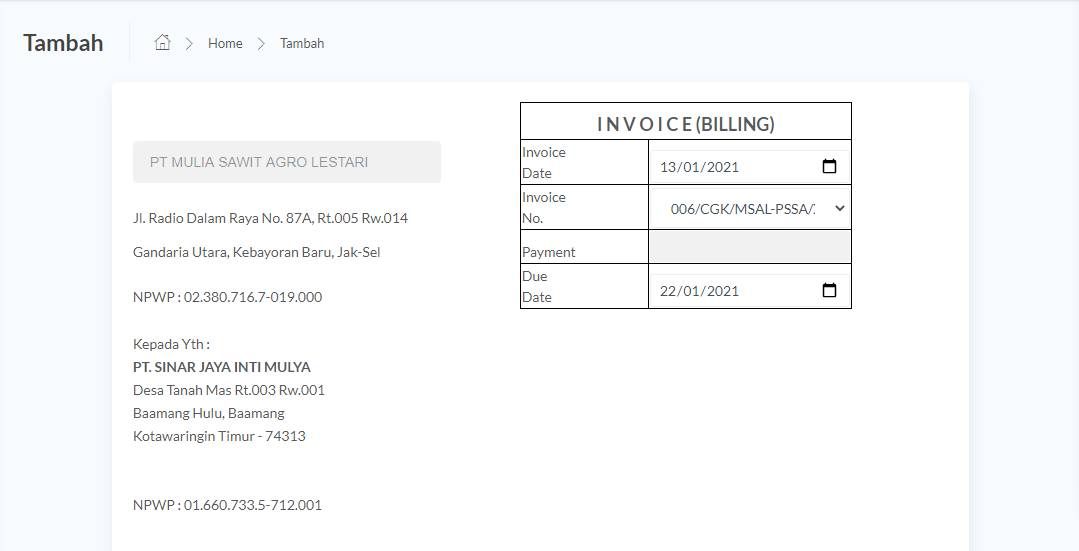 Tambah
Home
Tambah
I N V O I C E (BILLING)
PT MULIA SAWIT AGRO LESTARI
Invoice
Date
13/01/2021
Invoice
No.
006/CGK/MSAL-PSSA/
Payment
Due
Date
22/01/2021
Jl. Radio Dalam Raya No. 87A, Rt.005 Rw.014
Gandaria Utara, Kebayoran Baru, Jak-Sel
NPWP : 02.380.716.7-019.000
Kepada Yth :
PT. SINAR JAYA INTI MULYA
Desa Tanah Mas Rt.003 Rw.001
Baamang Hulu, Baamang
Kotawaringin Timur - 74313
NPWP : 01.660.733.5-712.001